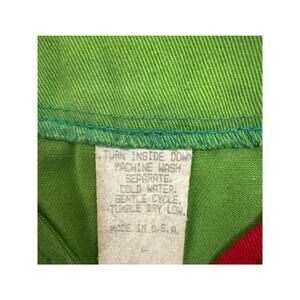 TURN INSIDE DOWN
MACHINE WASH
SEPARATE.
COLD WATER.
GENTLE CYCLE,
TUMBLE DRY LOW.
MADE IN U.S.A.
L